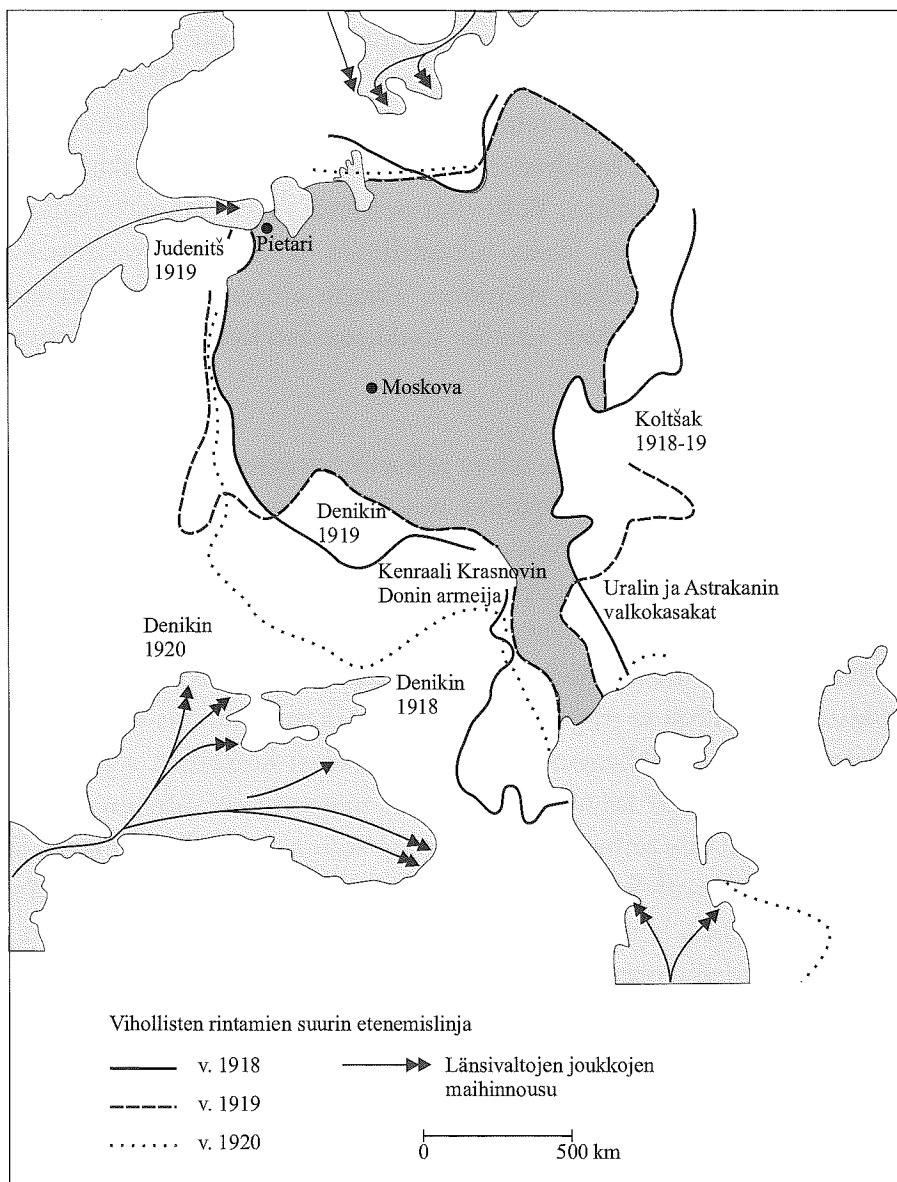 Judenitš
1919
Pietari
Moskova
Koltšak
1918-19
Denikin
1919
Kenraali Krasnovin
Donin armeija
Uralin ja Astrakanin
valkokasakat
Denikin
1920
Denikin
1918
Vihollisten rintamien suurin etenemislinja
v. 1918
Länsivaltojen joukkojen
maihinnousu
v. 1919
v. 1920
0 500 km